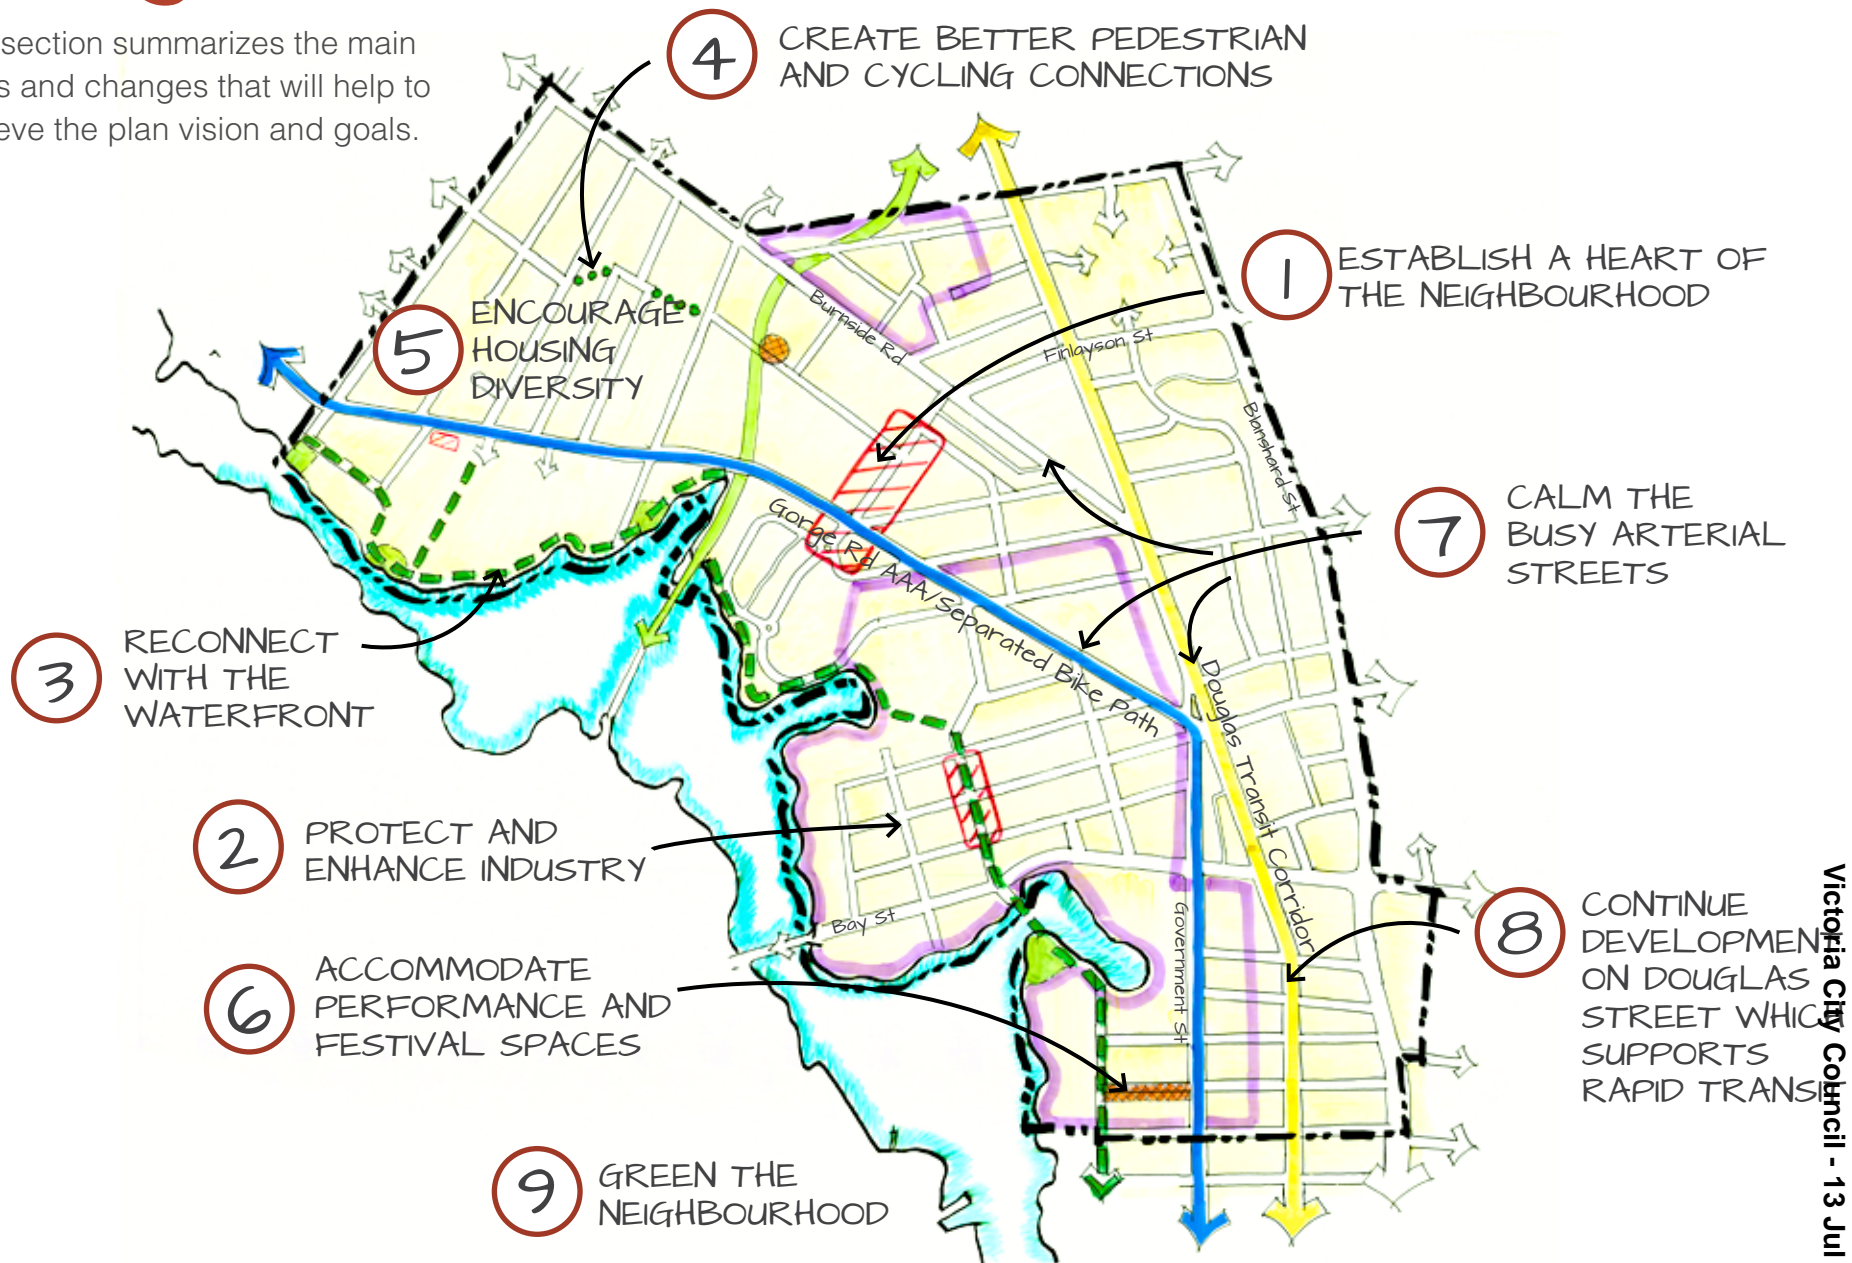 section summarizes the main
s and changes that will help to
eve the plan vision and goals.
4
CREATE BETTER PEDESTRIAN
AND CYCLING CONNECTIONS
1
ESTABLISH A HEART OF
THE NEIGHBOURHOOD
5
ENCOURAGE
HOUSING
DIVERSITY
Burnside Rd
Finlayson St
Blanshard St
7
CALM THE
BUSY ARTERIAL
STREETS
Gorge Rd AAA/Separated Bike Path
3
RECONNECT
WITH THE
WATERFRONT
Douglas Transit Corridor
2
PROTECT AND
ENHANCE INDUSTRY
Bay St
Government St
8
CONTINUE
DEVELOPMENT
ON DOUGLAS
STREET WHICH
SUPPORTS
RAPID TRANSIT
6
ACCOMMODATE
PERFORMANCE AND
FESTIVAL SPACES
9
GREEN THE
NEIGHBOURHOOD
Victoria City Council - 13 Jul